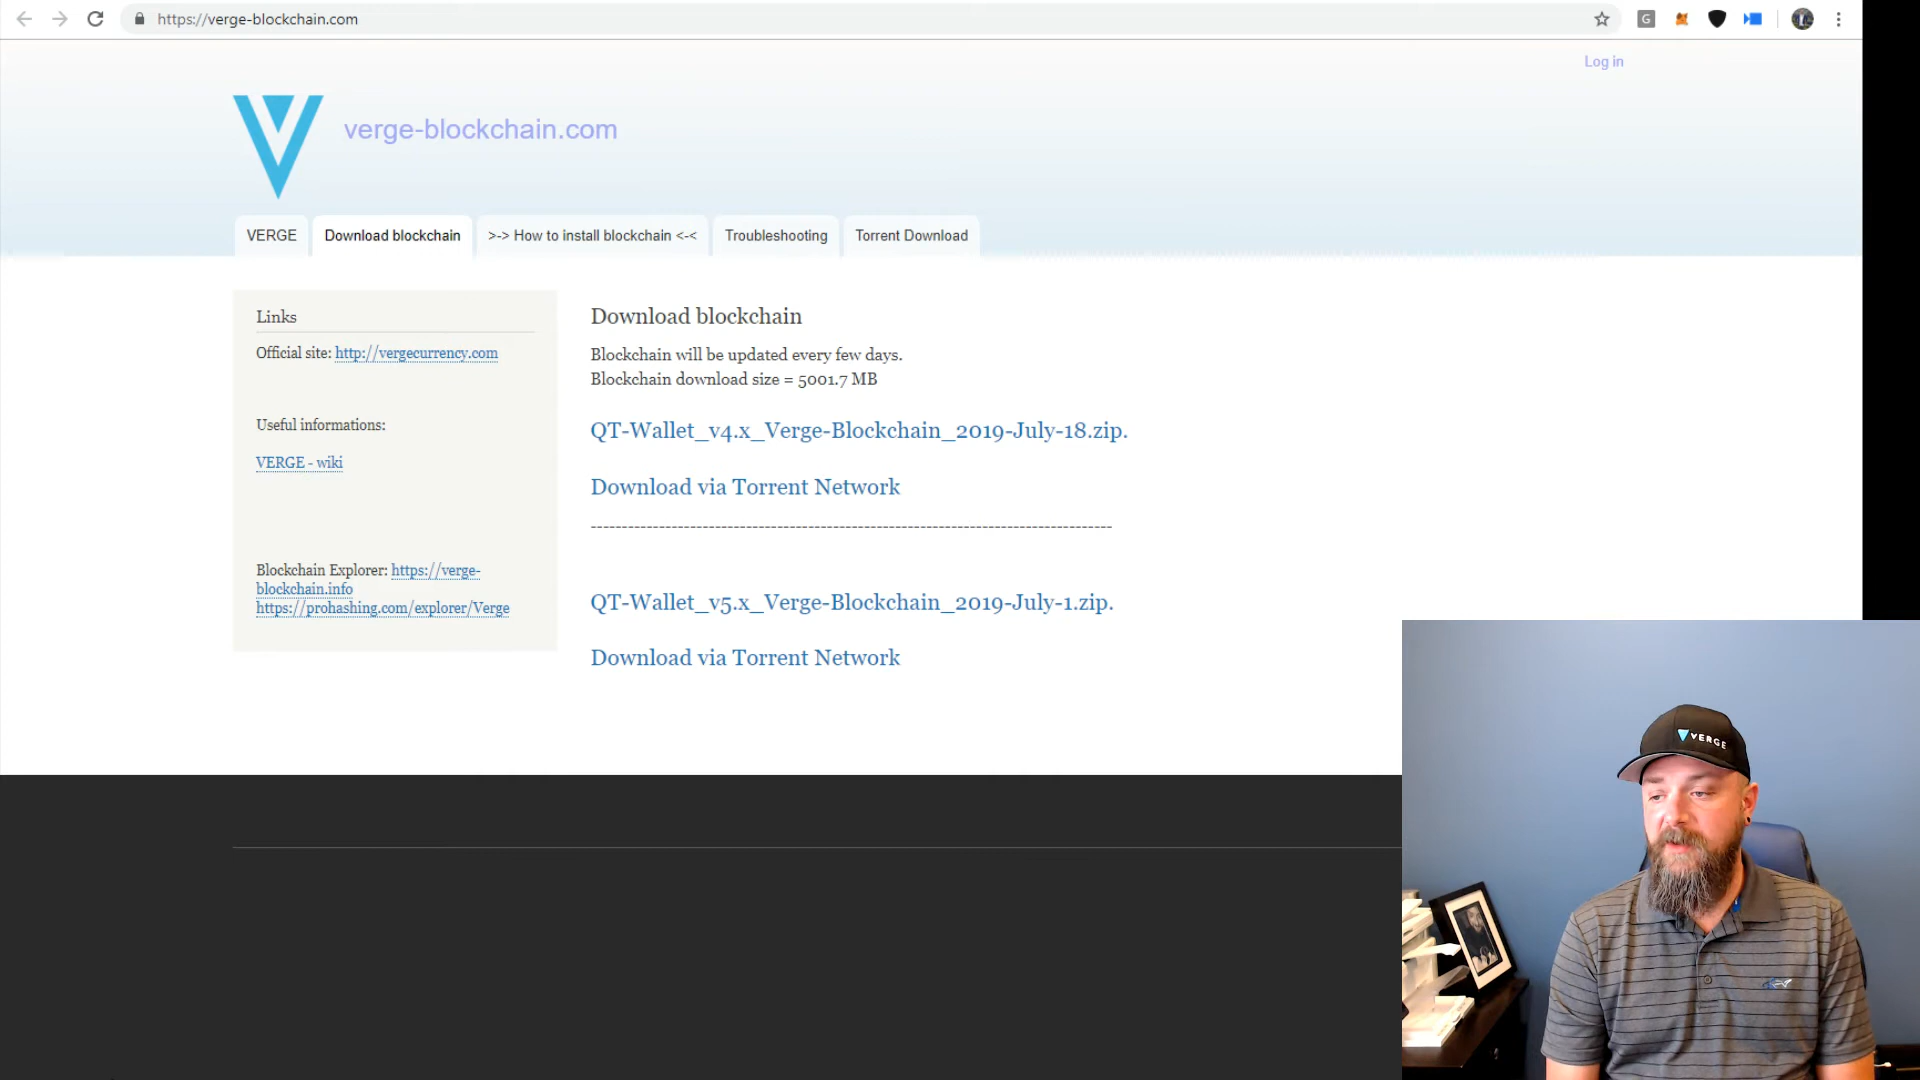 https://verge-blockchain.com
G
Log in
verge-blockchain.com
VERGE
Download blockchain
>-> How to install blockchain <-<
Troubleshooting
Torrent Download
Links
Official site: http://vergecurrency.com
Useful informations:
VERGE - wiki
Blockchain Explorer: https://verge-
blockchain.info
https://prohashing.com/explorer/Verge
Download blockchain
Blockchain will be updated every few days.
Blockchain download size = 5001.7 MB
QT-Wallet_v4.x_Verge-Blockchain_2019-July-18.zip.
Download via Torrent Network
------------------------------------------------------------------------------------
QT-Wallet_v5.x_Verge-Blockchain_2019-July-1.zip.
Download via Torrent Network
VERGE